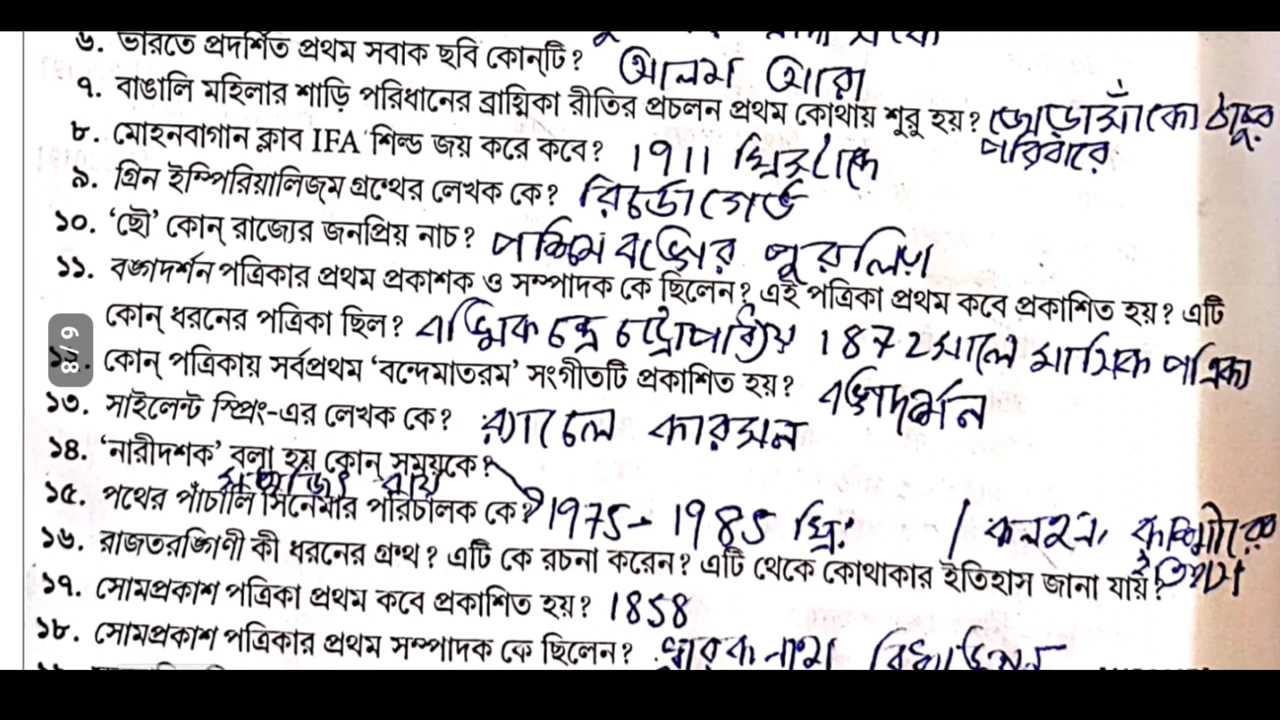 ৬. ভারতে প্রদর্শিত প্রথম সবাক ছবি কোন্‌টি? আলম আরা
৭. বাঙালি মহিলার শাড়ি পরিধানের ব্রাহ্মিকা রীতির প্রচলন প্রথম কোথায় শুরু হয়? জোড়াসাঁকো ঠাকুর
পরিবারে
৮. মোহনবাগান ক্লাব IFA শিল্ড জয় করে কবে? 1911 খ্রিস্টাব্দে
৯. গ্রিন ইম্পিরিয়ালিজ্‌ম গ্রন্থের লেখক কে? রিচার্ড গ্রোভ
১০. ‘ছৌ’ কোন্ রাজ্যের জনপ্রিয় নাচ? পশ্চিমবঙ্গের পুরুলিয়া
১১. বঙ্গদর্শন পত্রিকার প্রথম প্রকাশক ও সম্পাদক কে ছিলেন? এই পত্রিকা প্রথম কবে প্রকাশিত হয়? এটি
কোন্ ধরনের পত্রিকা ছিল? বঙ্কিমচন্দ্র চট্টোপাধ্যায় 1872 সালে মাসিক পত্রিকা
6/8
১২. কোন্ পত্রিকায় সর্বপ্রথম ‘বন্দেমাতরম’ সংগীতটি প্রকাশিত হয়? বঙ্গদর্শন
১৩. সাইলেন্ট স্প্রিং-এর লেখক কে? র‍্যাচেল কারসন
১৪. ‘নারীদশক’ বলা হয় কোন্ সময়কে?
সত্যজিৎ রায়
১৫. পথের পাঁচালি সিনেমার পরিচালক কে? 1975 - 1985 খ্রি: / কলহন, কাশ্মীরের
১৬. রাজতরঙ্গিণী কী ধরনের গ্রন্থ? এটি কে রচনা করেন? এটি থেকে কোথাকার ইতিহাস জানা যায়? ইতিহাস
১৭. সোমপ্রকাশ পত্রিকা প্রথম কবে প্রকাশিত হয়? 1858
১৮. সোমপ্রকাশ পত্রিকার প্রথম সম্পাদক কে ছিলেন? দ্বারকানাথ বিদ্যাভূষণ